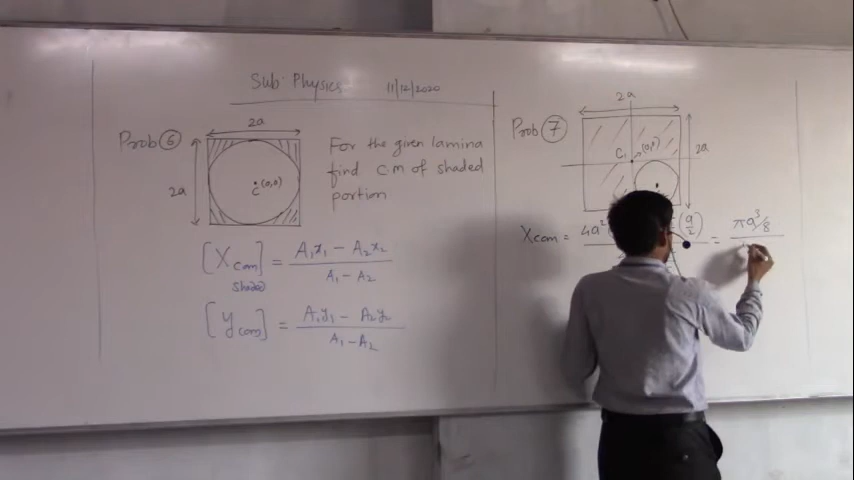 Sub Physics 11/12/2020
Prob 6
2a
2a
C (0,0)
For the given lamina
find c.m of shaded
portion
[Xcom] shaded = A₁x₁ - A₂x₂ / A₁ - A₂
[Ycom] = A₁y₁ - A₂y₂ / A₁ - A₂
Prob 7
2a
2a
C₁ (0,0)
Xcom = 4a² (a/2) = πa³/8